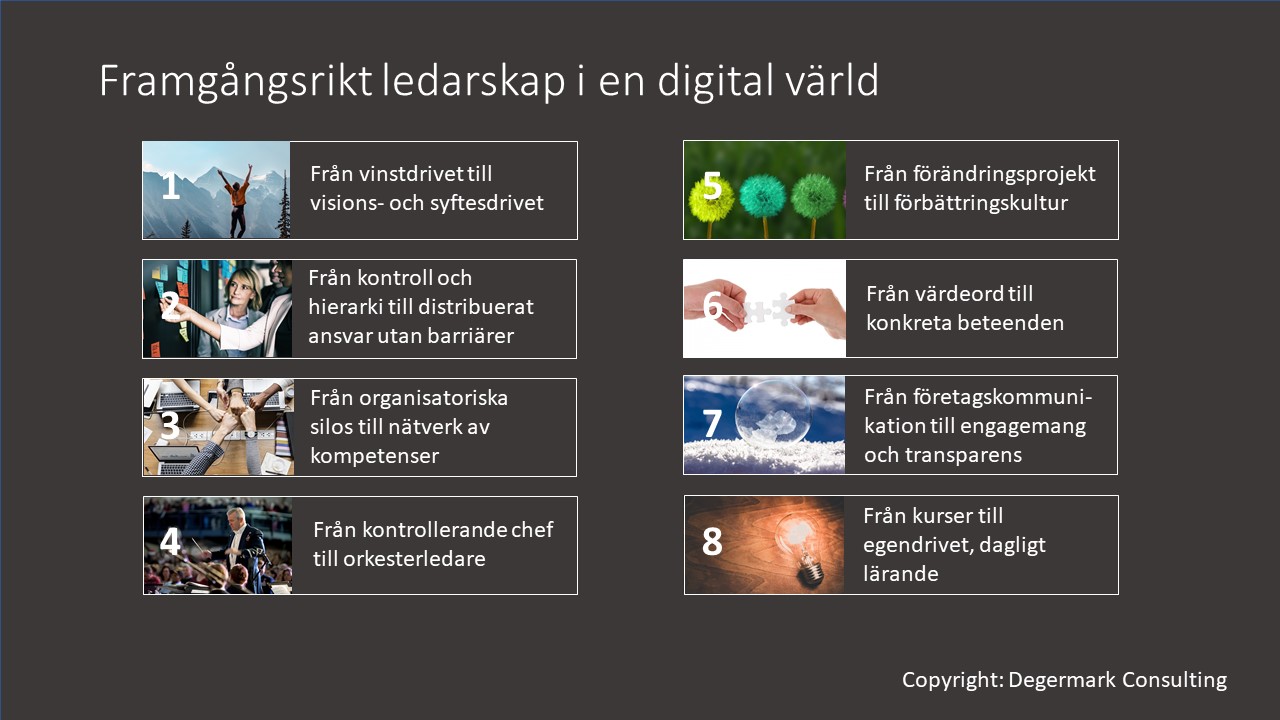 Framgångsrikt ledarskap i en digital värld
1
Från vinstdrivet till
visions- och syftesdrivet
2
Från kontroll och
hierarki till distribuerat
ansvar utan barriärer
3
Från organisatoriska
silos till nätverk av
kompetenser
4
Från kontrollerande chef
till orkesterledare
5
Från förändringsprojekt
till förbättringskultur
6
Från värdeord till
konkreta beteenden
7
Från företagskommuni-
kation till engagemang
och transparens
8
Från kurser till
egendrivet, dagligt
lärande
Copyright: Degermark Consulting